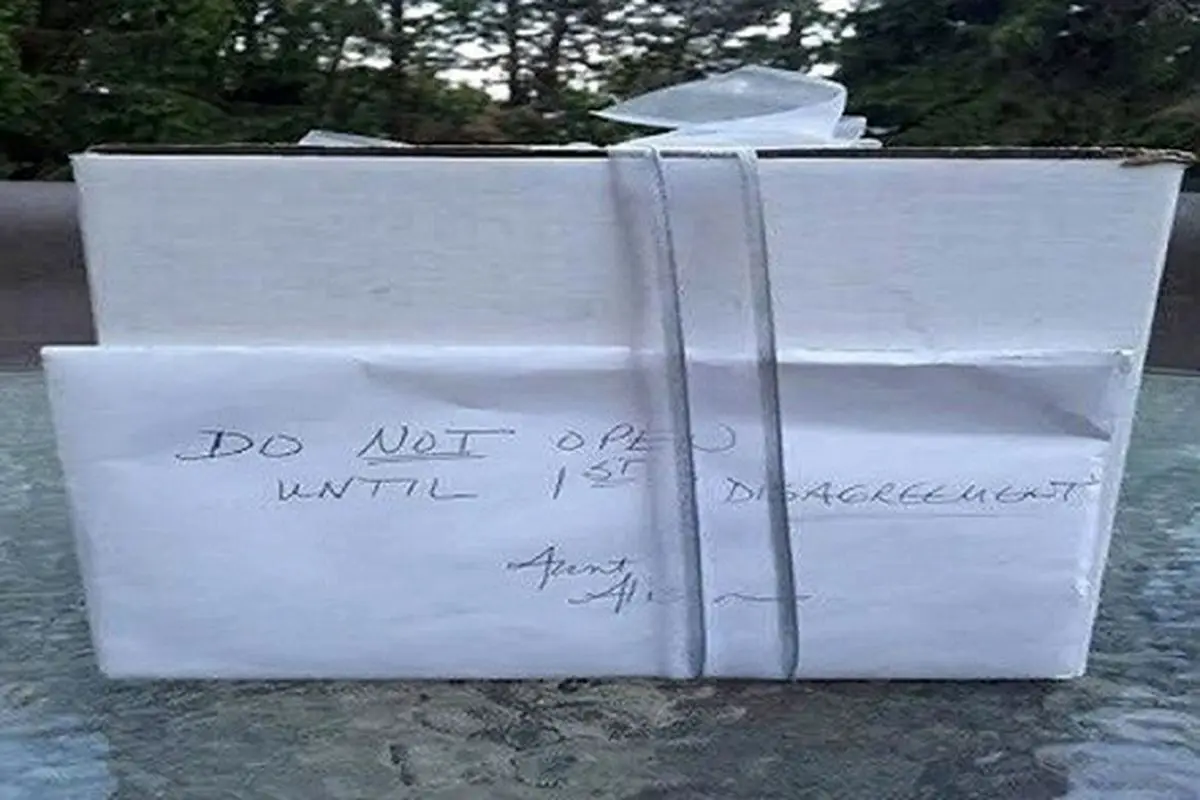 DO NOT OPEN
UNTIL 1ST DISAGREEMENT
Aunt